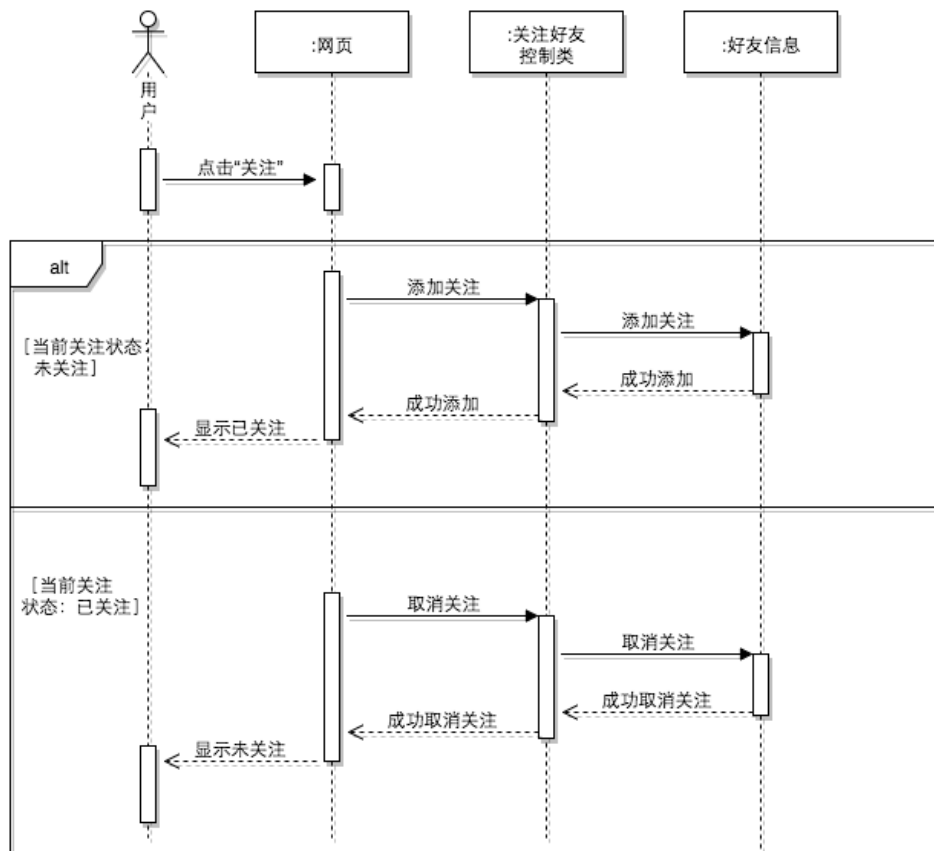 用
户
:网页
:关注好友
控制类
:好友信息
点击“关注”
alt
添加关注
添加关注
[当前关注状态:
未关注]
成功添加
成功添加
显示已关注
[当前关注
状态：已关注]
取消关注
取消关注
成功取消关注
成功取消关注
显示未关注